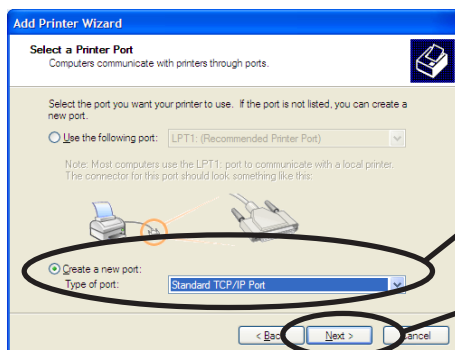 Add Printer Wizard
Select a Printer Port
Computers communicate with printers through ports.
Select the port you want your printer to use. If the port is not listed, you can create a
new port.
Use the following port: LPT1: (Recommended Printer Port)
Note: Most computers use the LPT1: port to communicate with a local printer.
The connector for this port should look something like this:
Create a new port:
Type of port: Standard TCP/IP Port
< Back Next > Cancel